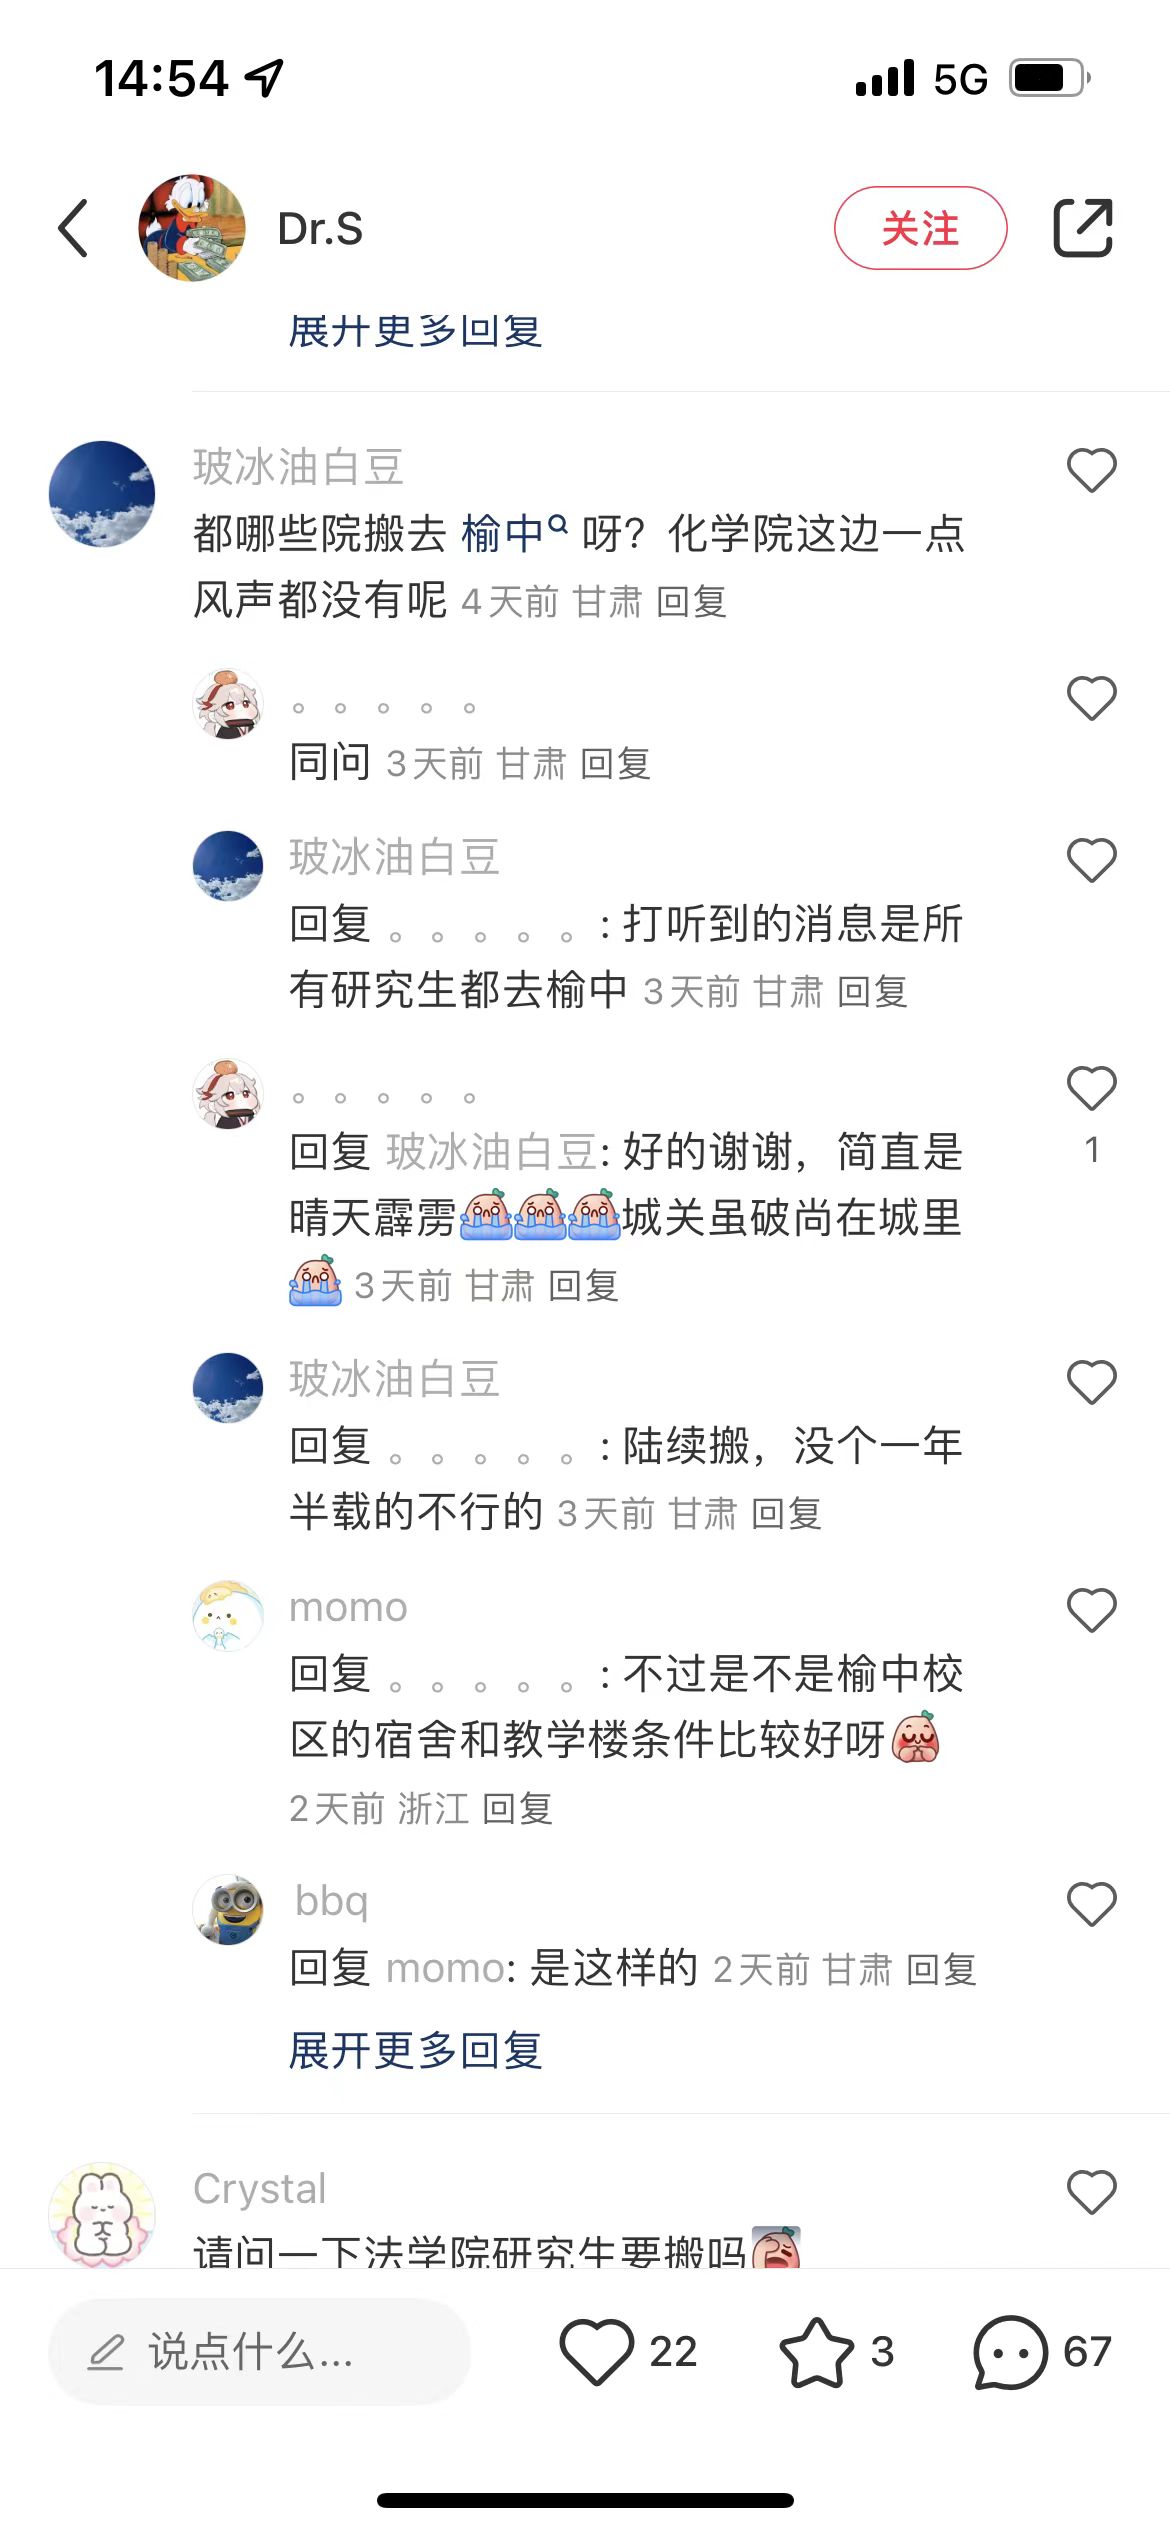 14:54
5G
Dr.S
关注
展开更多回复
玻冰油白豆
都哪些院搬去 榆中 呀？化学院这边一点
风声都没有呢 4天前 甘肃 回复
。。。。。
同问 3天前 甘肃 回复
玻冰油白豆
回复 。。。。。: 打听到的消息是所
有研究生都去榆中 3天前 甘肃 回复
。。。。。
回复 玻冰油白豆: 好的谢谢，简直是
1
晴天霹雳城关虽破尚在城里
3天前 甘肃 回复
玻冰油白豆
回复 。。。。。: 陆续搬，没个一年
半载的不行的 3天前 甘肃 回复
momo
回复 。。。。。: 不过是不是榆中校
区的宿舍和教学楼条件比较好呀
2天前 浙江 回复
bbq
回复 momo: 是这样的 2天前 甘肃 回复
展开更多回复
Crystal
请问一下法学院研究生要搬吗
说点什么...
22
3
67